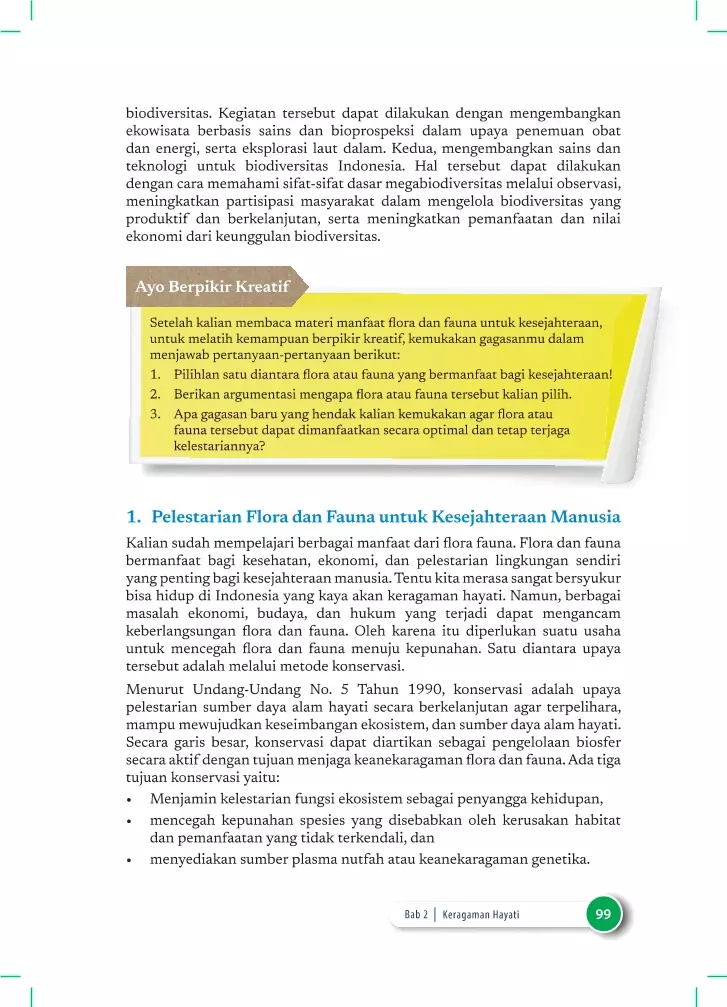 biodiversitas. Kegiatan tersebut dapat dilakukan dengan mengembangkan
ekowisata berbasis sains dan bioprospeksi dalam upaya penemuan obat
dan energi, serta eksplorasi laut dalam. Kedua, mengembangkan sains dan
teknologi untuk biodiversitas Indonesia. Hal tersebut dapat dilakukan
dengan cara memahami sifat-sifat dasar megabiodiversitas melalui observasi,
meningkatkan partisipasi masyarakat dalam mengelola biodiversitas yang
produktif dan berkelanjutan, serta meningkatkan pemanfaatan dan nilai
ekonomi dari keunggulan biodiversitas.
Ayo Berpikir Kreatif
Setelah kalian membaca materi manfaat flora dan fauna untuk kesejahteraan,
untuk melatih kemampuan berpikir kreatif, kemukakan gagasanmu dalam
menjawab pertanyaan-pertanyaan berikut:
1. Pilihlan satu diantara flora atau fauna yang bermanfaat bagi kesejahteraan!
2. Berikan argumentasi mengapa flora atau fauna tersebut kalian pilih.
3. Apa gagasan baru yang hendak kalian kemukakan agar flora atau
fauna tersebut dapat dimanfaatkan secara optimal dan tetap terjaga
kelestariannya?
1. Pelestarian Flora dan Fauna untuk Kesejahteraan Manusia
Kalian sudah mempelajari berbagai manfaat dari flora fauna. Flora dan fauna
bermanfaat bagi kesehatan, ekonomi, dan pelestarian lingkungan sendiri
yang penting bagi kesejahteraan manusia. Tentu kita merasa sangat bersyukur
bisa hidup di Indonesia yang kaya akan keragaman hayati. Namun, berbagai
masalah ekonomi, budaya, dan hukum yang terjadi dapat mengancam
keberlangsungan flora dan fauna. Oleh karena itu diperlukan suatu usaha
untuk mencegah flora dan fauna menuju kepunahan. Satu diantara upaya
tersebut adalah melalui metode konservasi.
Menurut Undang-Undang No. 5 Tahun 1990, konservasi adalah upaya
pelestarian sumber daya alam hayati secara berkelanjutan agar terpelihara,
mampu mewujudkan keseimbangan ekosistem, dan sumber daya alam hayati.
Secara garis besar, konservasi dapat diartikan sebagai pengelolaan biosfer
secara aktif dengan tujuan menjaga keanekaragaman flora dan fauna. Ada tiga
tujuan konservasi yaitu:
• Menjamin kelestarian fungsi ekosistem sebagai penyangga kehidupan,
• mencegah kepunahan spesies yang disebabkan oleh kerusakan habitat
dan pemanfaatan yang tidak terkendali, dan
• menyediakan sumber plasma nutfah atau keanekaragaman genetika.
Bab 2 | Keragaman Hayati 99